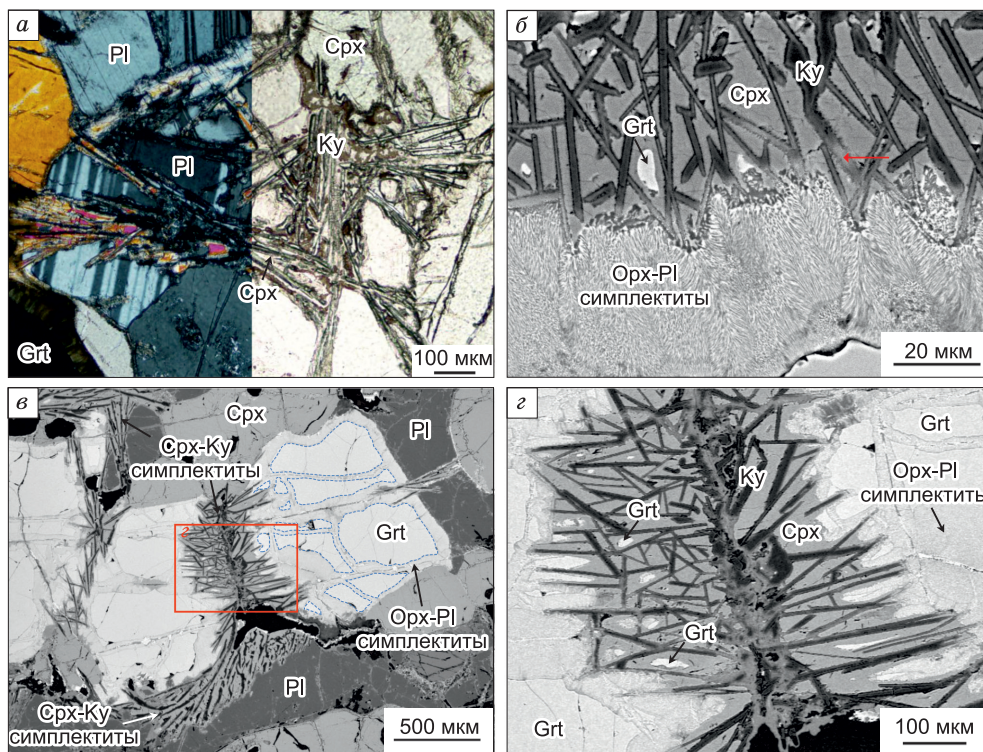 а
Pl
Pl
Grt
Cpx
Ky
Cpx
100 мкм
б
Ky
Cpx
Grt
Opx-Pl
симплектиты
20 мкм
в
Cpx
Cpx-Ky
симплектиты
Pl
г
Grt
Opx-Pl
симплектиты
Pl
Cpx-Ky
симплектиты
500 мкм
г
Grt
Opx-Pl
симплектиты
Ky
Grt
Cpx
Grt
Grt
100 мкм